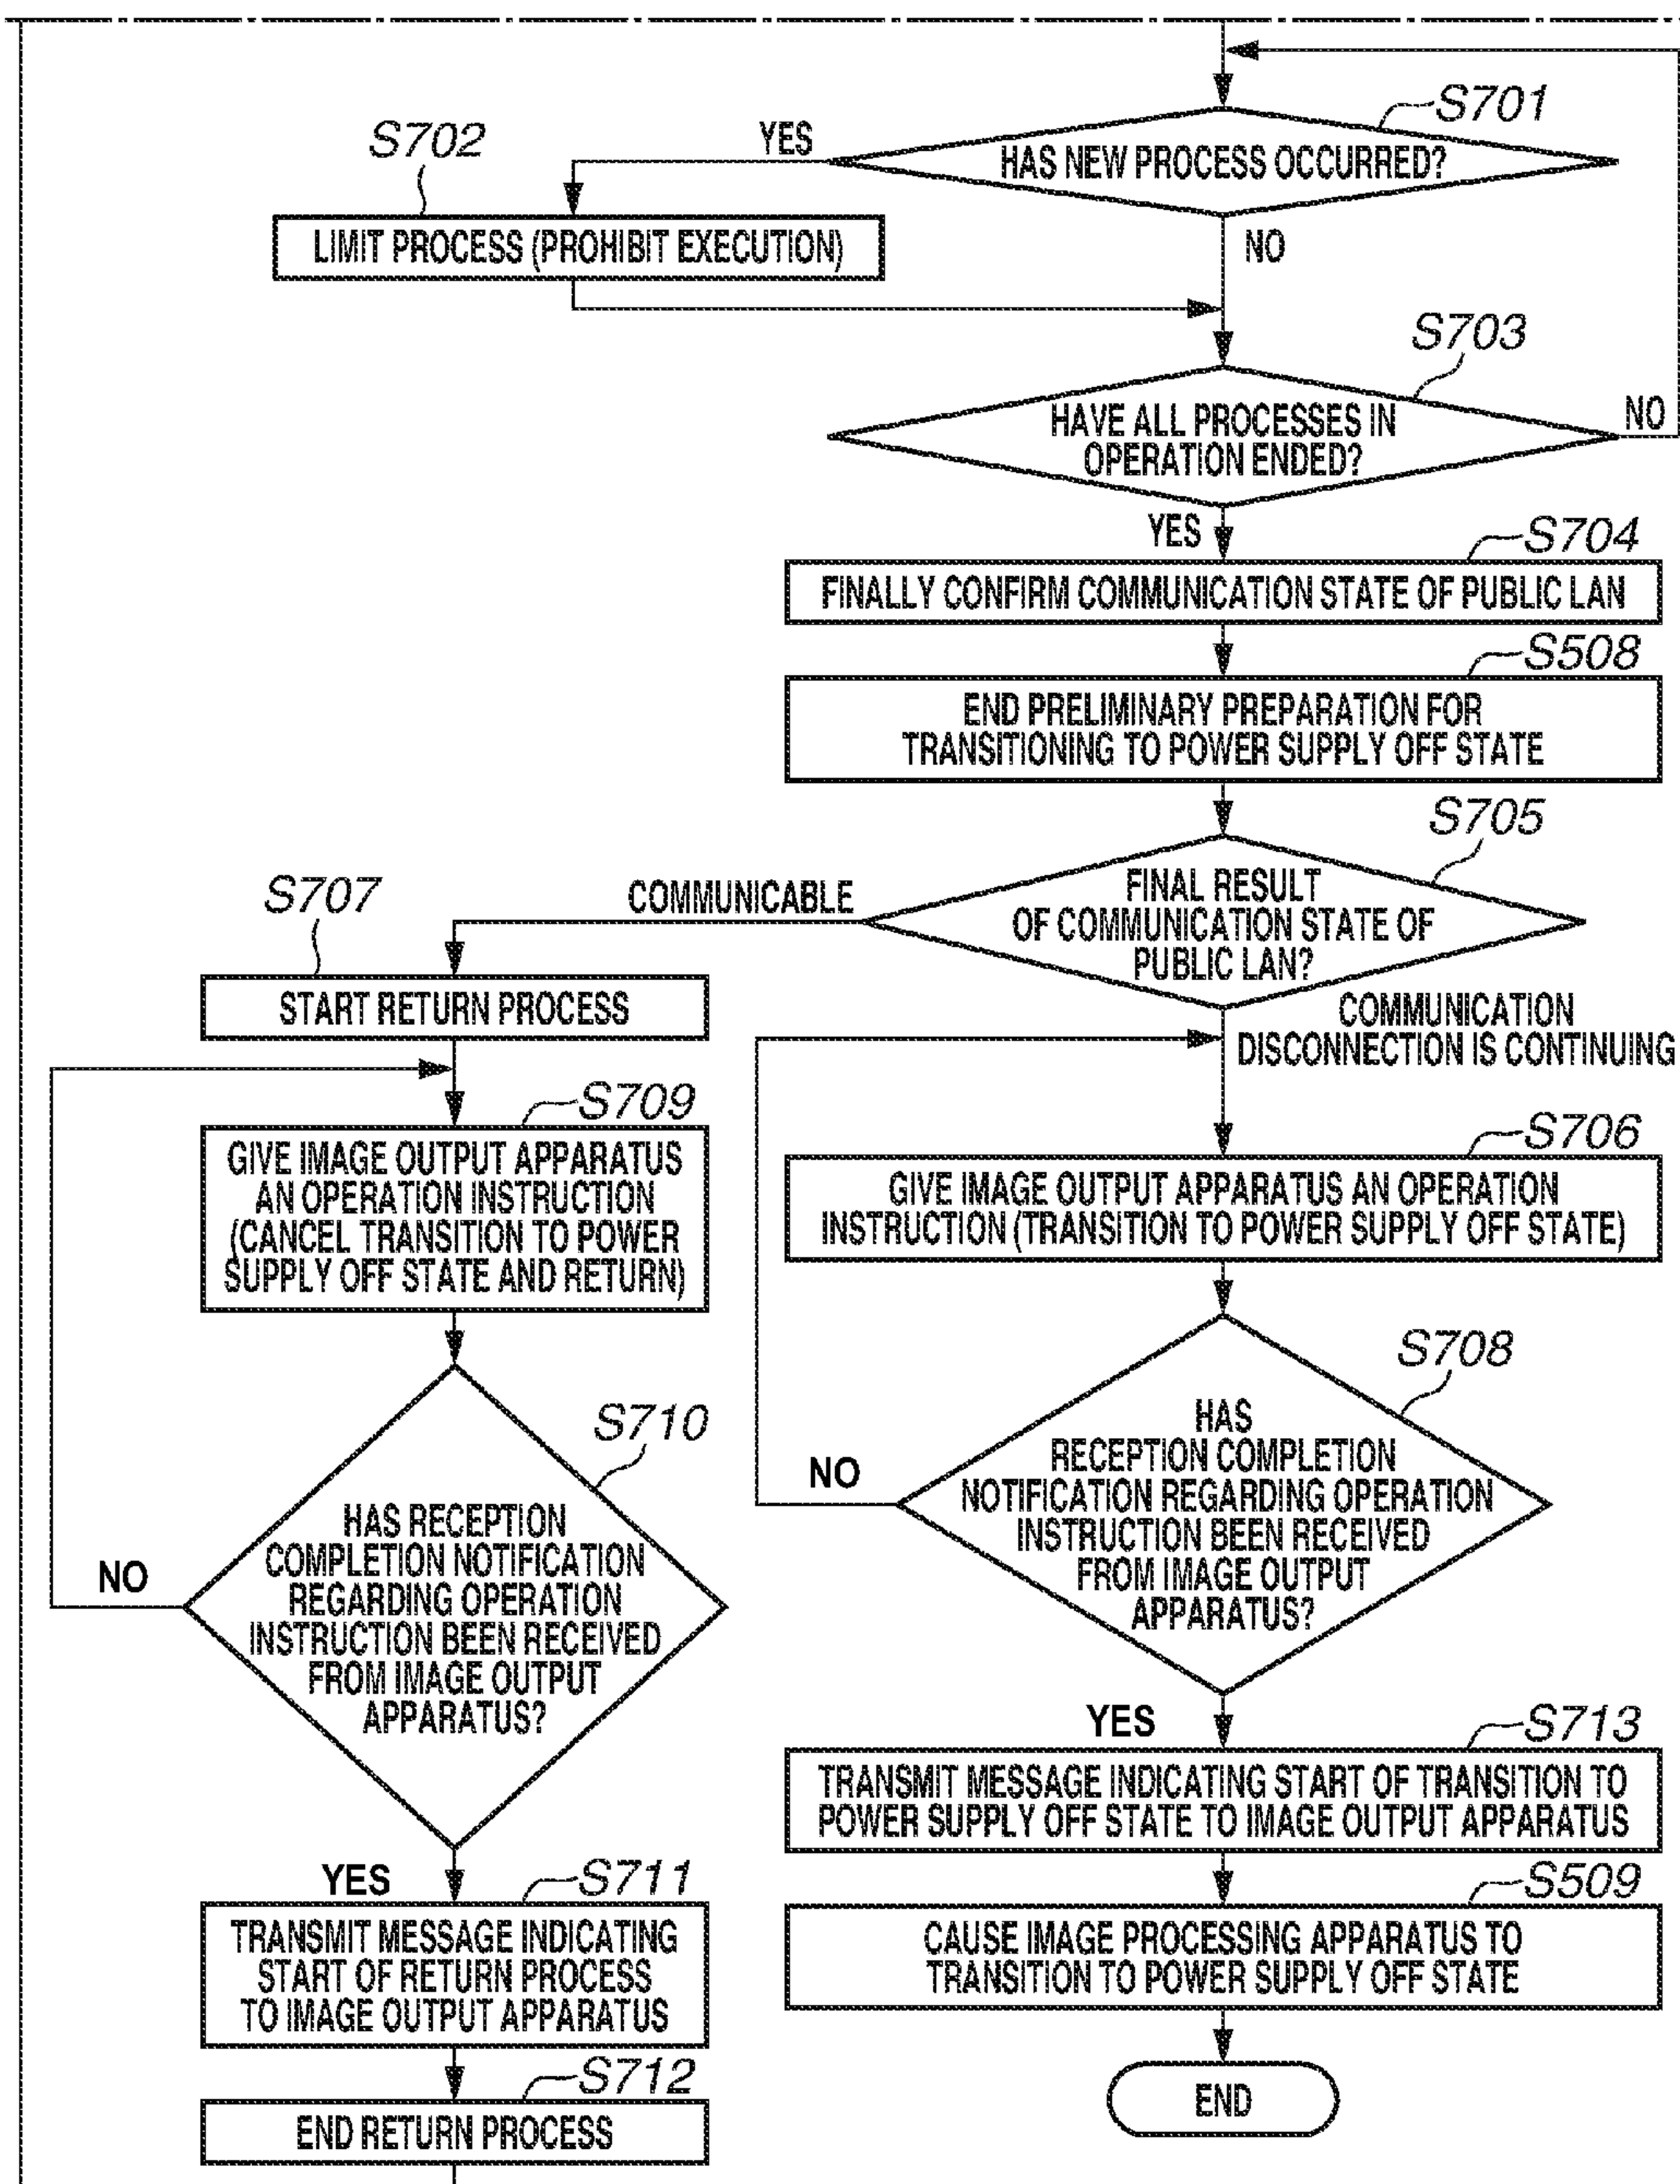 S701
HAS NEW PROCESS OCCURRED?
YES
NO
S702
LIMIT PROCESS (PROHIBIT EXECUTION)
S703
HAVE ALL PROCESSES IN
OPERATION ENDED?
NO
YES
S704
FINALLY CONFIRM COMMUNICATION STATE OF PUBLIC LAN
S508
END PRELIMINARY PREPARATION FOR
TRANSITIONING TO POWER SUPPLY OFF STATE
S705
FINAL RESULT
OF COMMUNICATION STATE OF
PUBLIC LAN?
COMMUNICABLE
COMMUNICATION
DISCONNECTION IS CONTINUING
S707
START RETURN PROCESS
S709
GIVE IMAGE OUTPUT APPARATUS
AN OPERATION INSTRUCTION
(CANCEL TRANSITION TO POWER
SUPPLY OFF STATE AND RETURN)
S710
HAS RECEPTION
COMPLETION NOTIFICATION
REGARDING OPERATION
INSTRUCTION BEEN RECEIVED
FROM IMAGE OUTPUT
APPARATUS?
NO
YES
S711
TRANSMIT MESSAGE INDICATING
START OF RETURN PROCESS
TO IMAGE OUTPUT APPARATUS
S712
END RETURN PROCESS
S706
GIVE IMAGE OUTPUT APPARATUS AN OPERATION
INSTRUCTION (TRANSITION TO POWER SUPPLY OFF STATE)
S708
HAS
RECEPTION COMPLETION
NOTIFICATION REGARDING OPERATION
INSTRUCTION BEEN RECEIVED
FROM IMAGE OUTPUT
APPARATUS?
NO
YES
S713
TRANSMIT MESSAGE INDICATING START OF TRANSITION TO
POWER SUPPLY OFF STATE TO IMAGE OUTPUT APPARATUS
S509
CAUSE IMAGE PROCESSING APPARATUS TO
TRANSITION TO POWER SUPPLY OFF STATE
END